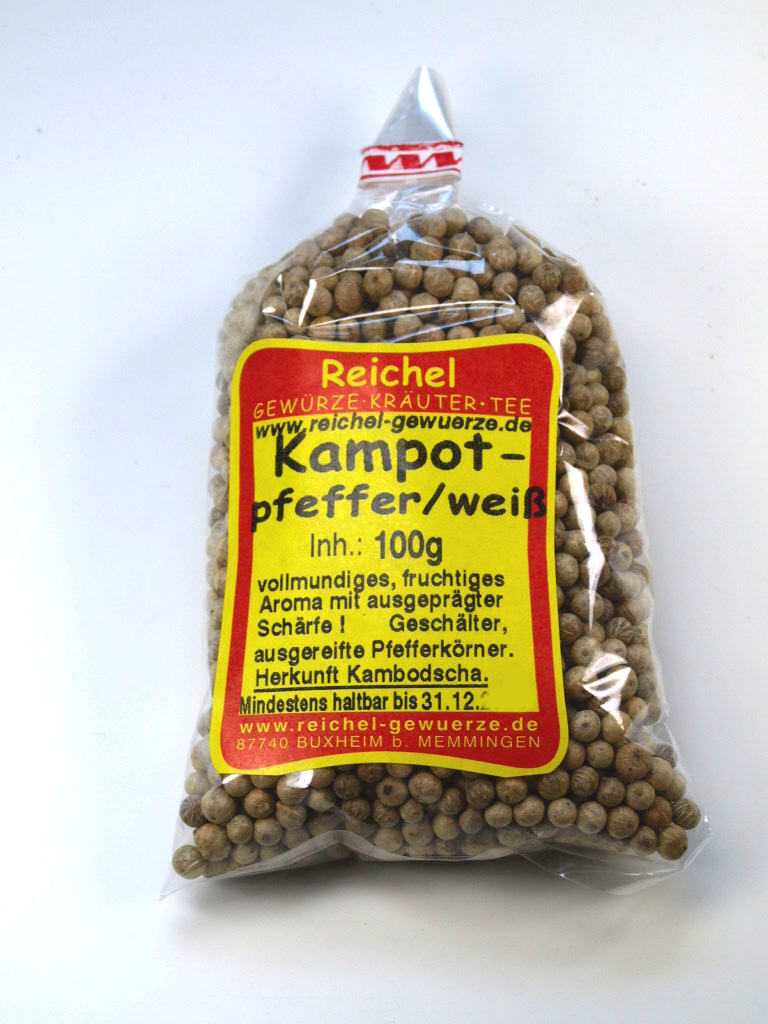 Reichel
GEWÜRZE·KRÄUTER·TEE
www.reichel-gewuerze.de
Kampot-
pfeffer/weiß
Inh.: 100g
vollmundiges, fruchtiges
Aroma mit ausgeprägter
Schärfe ! Geschälter,
ausgereifte Pfefferkörner.
Herkunft Kambodscha.
Mindestens haltbar bis 31.12.
www.reichel-gewuerze.de
87740 BUXHEIM b. MEMMINGEN